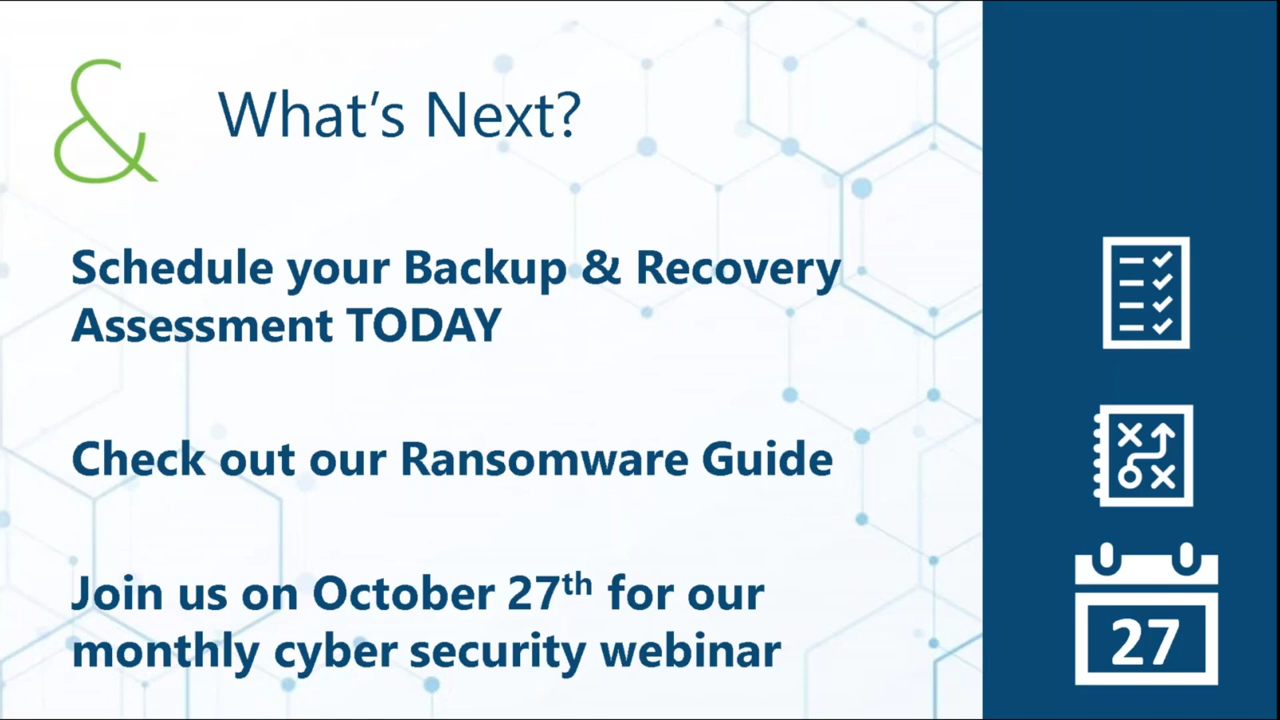 & What's Next?
Schedule your Backup & Recovery
Assessment TODAY
Check out our Ransomware Guide
Join us on October 27th for our
monthly cyber security webinar
27